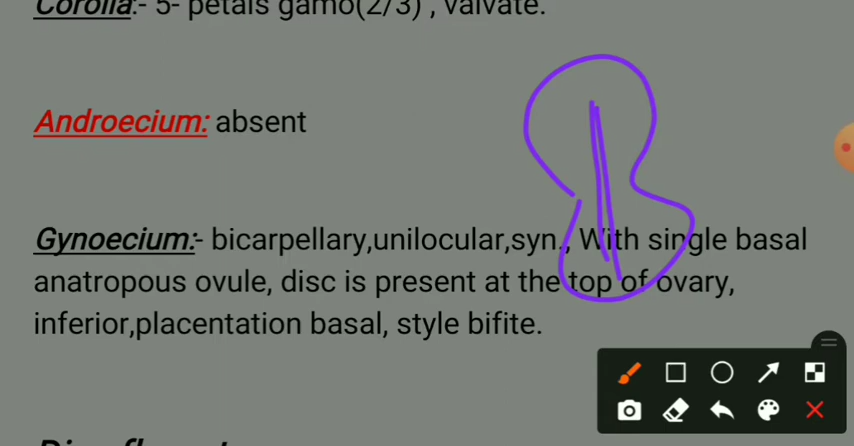 Corolla:- 5- petals gamo(2/3) , valvate.
Androecium: absent
Gynoecium:- bicarpellary,unilocular,syn., With single basal
anatropous ovule, disc is present at the top of ovary,
inferior,placentation basal, style bifite.